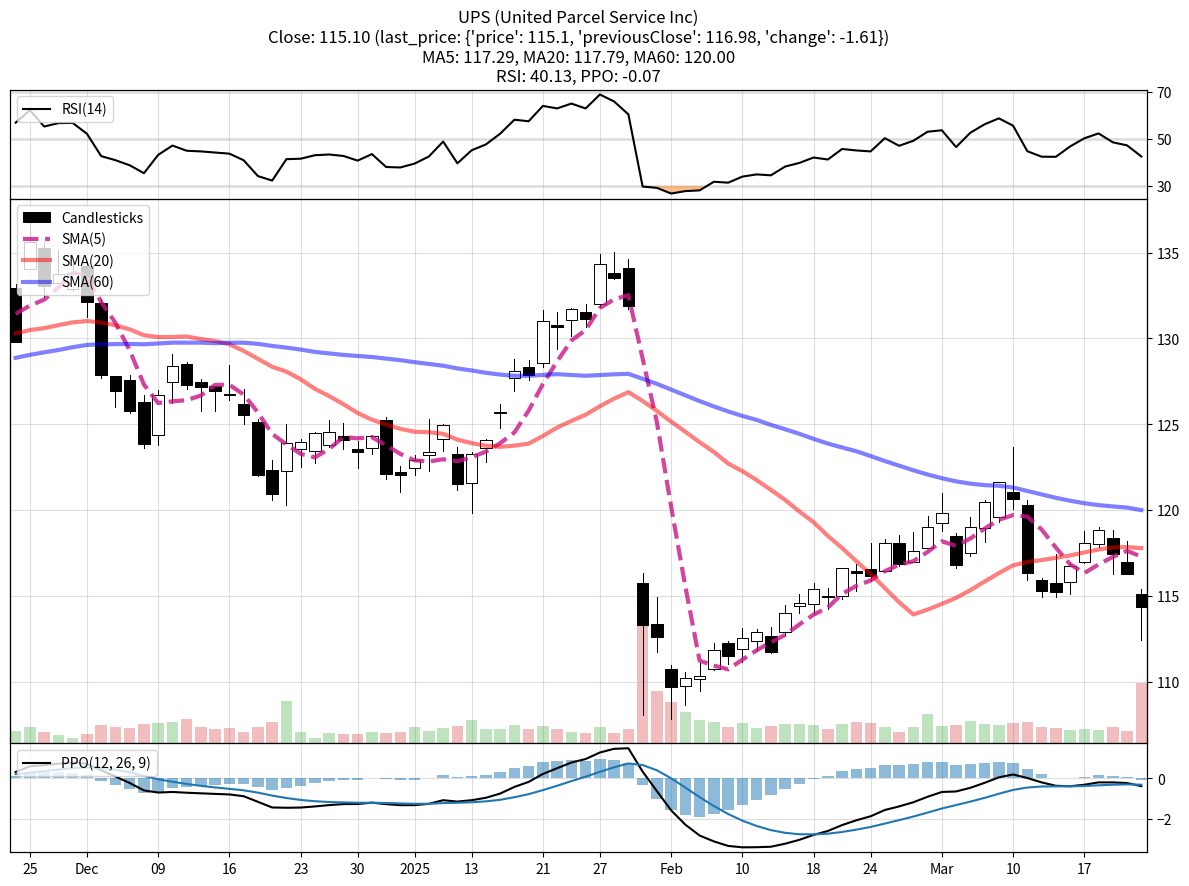 UPS (United Parcel Service Inc)
Close: 115.10 (last_price: {'price': 115.1, 'previousClose': 116.98, 'change': -1.61})
MA5: 117.29, MA20: 117.79, MA60: 120.00
RSI: 40.13, PPO: -0.07
RSI(14)
70
50
30
Candlesticks
SMA(5)
SMA(20)
SMA(60)
135
130
125
120
115
110
PPO(12, 26, 9)
0
−2
25 Dec 09 16 23 30 2025 13 21 27 Feb 10 18 24 Mar 10 17